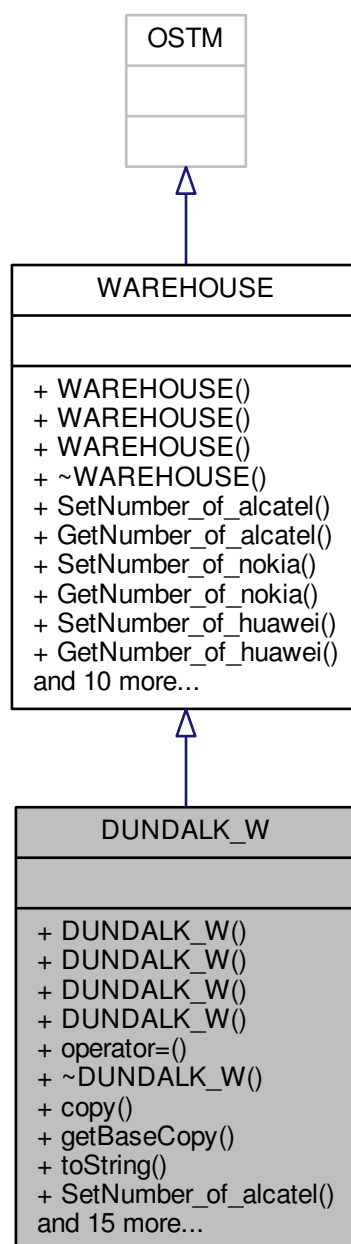 OSTM
WAREHOUSE
+ WAREHOUSE()
+ WAREHOUSE()
+ WAREHOUSE()
+ ~WAREHOUSE()
+ SetNumber_of_alcatel()
+ GetNumber_of_alcatel()
+ SetNumber_of_nokia()
+ GetNumber_of_nokia()
+ SetNumber_of_huawei()
+ GetNumber_of_huawei()
and 10 more...
DUNDALK_W
+ DUNDALK_W()
+ DUNDALK_W()
+ DUNDALK_W()
+ DUNDALK_W()
+ operator=()
+ ~DUNDALK_W()
+ copy()
+ getBaseCopy()
+ toString()
+ SetNumber_of_alcatel()
and 15 more...